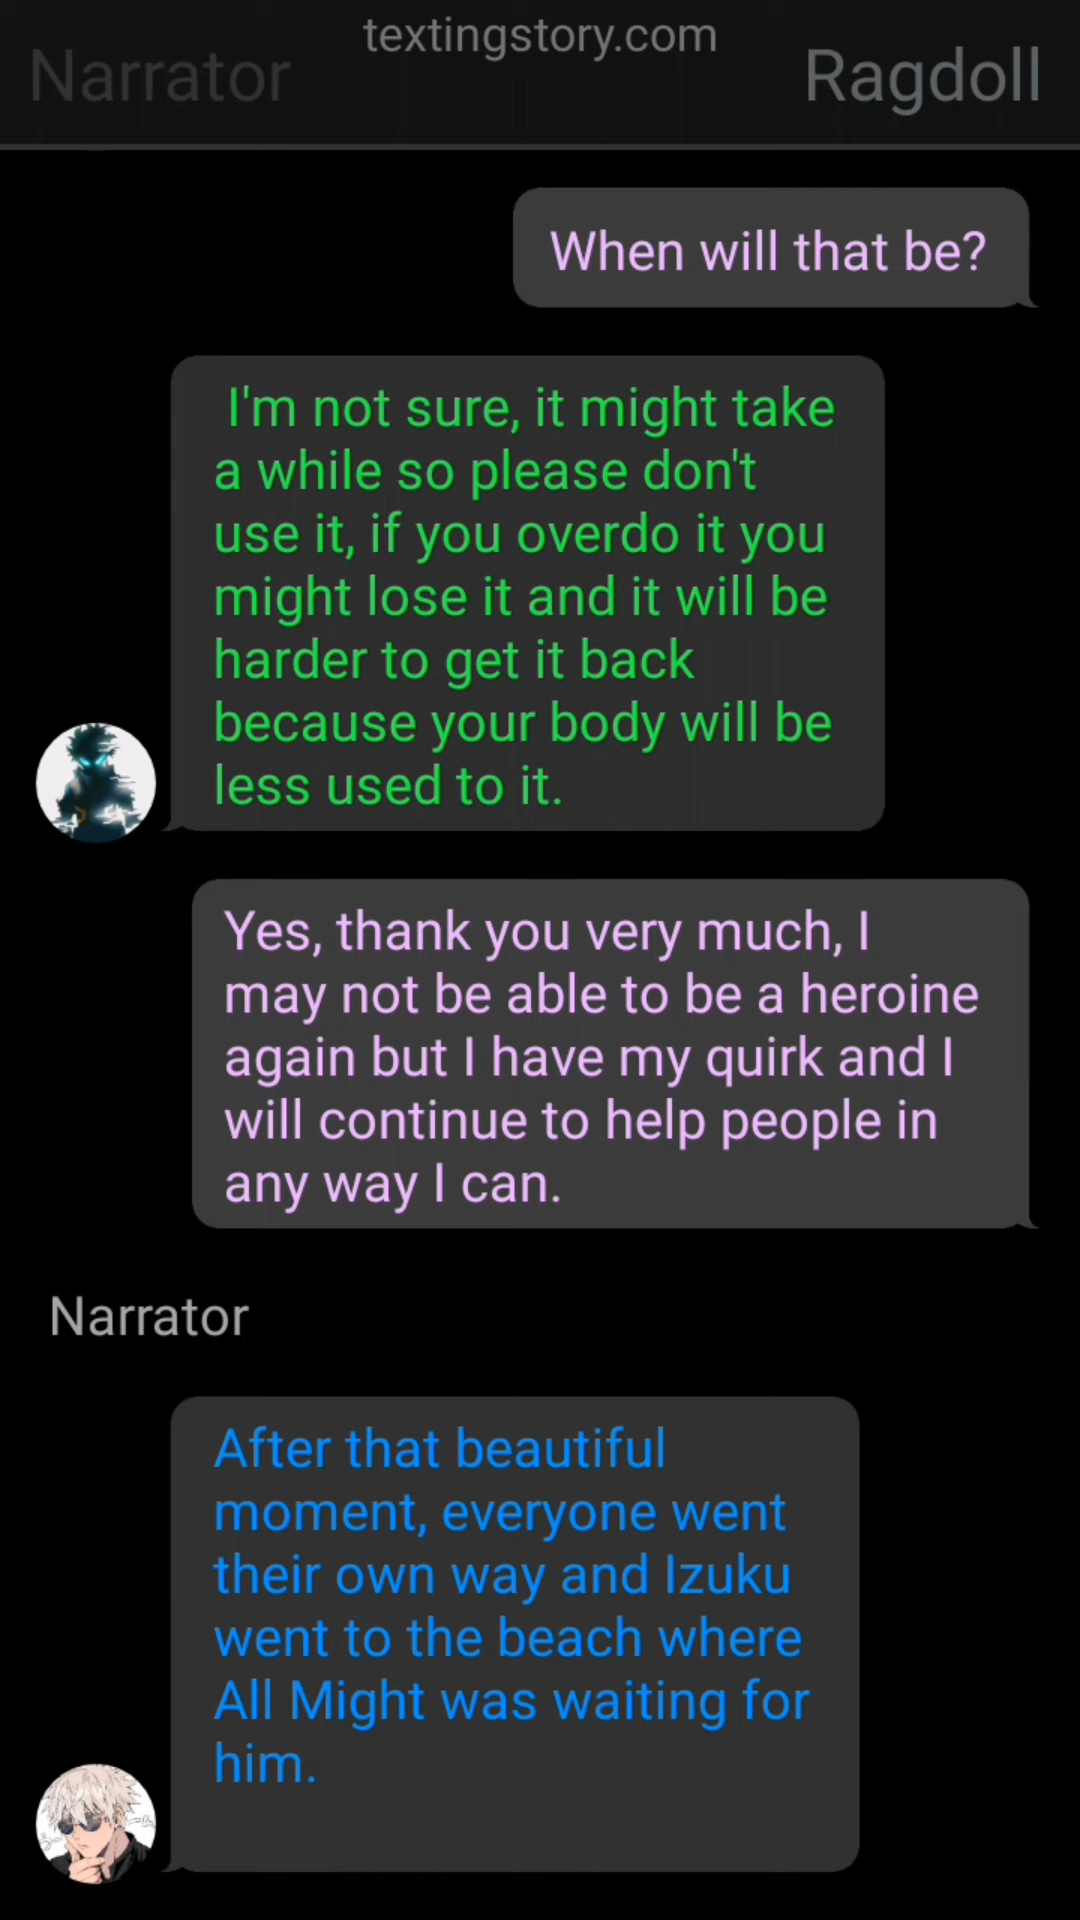 textingstory.com
Narrator
Ragdoll
When will that be?
I'm not sure, it might take
a while so please don't
use it, if you overdo it you
might lose it and it will be
harder to get it back
because your body will be
less used to it.
Yes, thank you very much, I
may not be able to be a heroine
again but I have my quirk and I
will continue to help people in
any way I can.
Narrator
After that beautiful
moment, everyone went
their own way and Izuku
went to the beach where
All Might was waiting for
him.